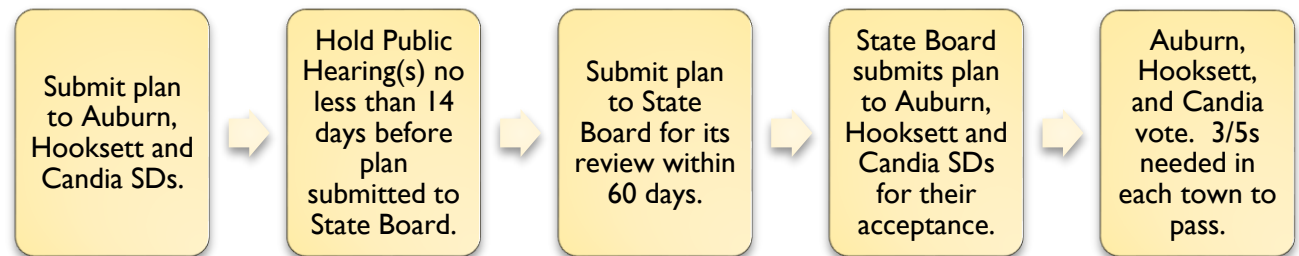 Submit plan
to Auburn,
Hooksett and
Candia SDs.
Hold Public
Hearing(s) no
less than 14
days before
plan
submitted to
State Board.
Submit plan
to State
Board for its
review within
60 days.
State Board
submits plan
to Auburn,
Hooksett and
Candia SDs
for their
acceptance.
Auburn,
Hooksett,
and Candia
vote.  3/5s
needed in
each town to
pass.